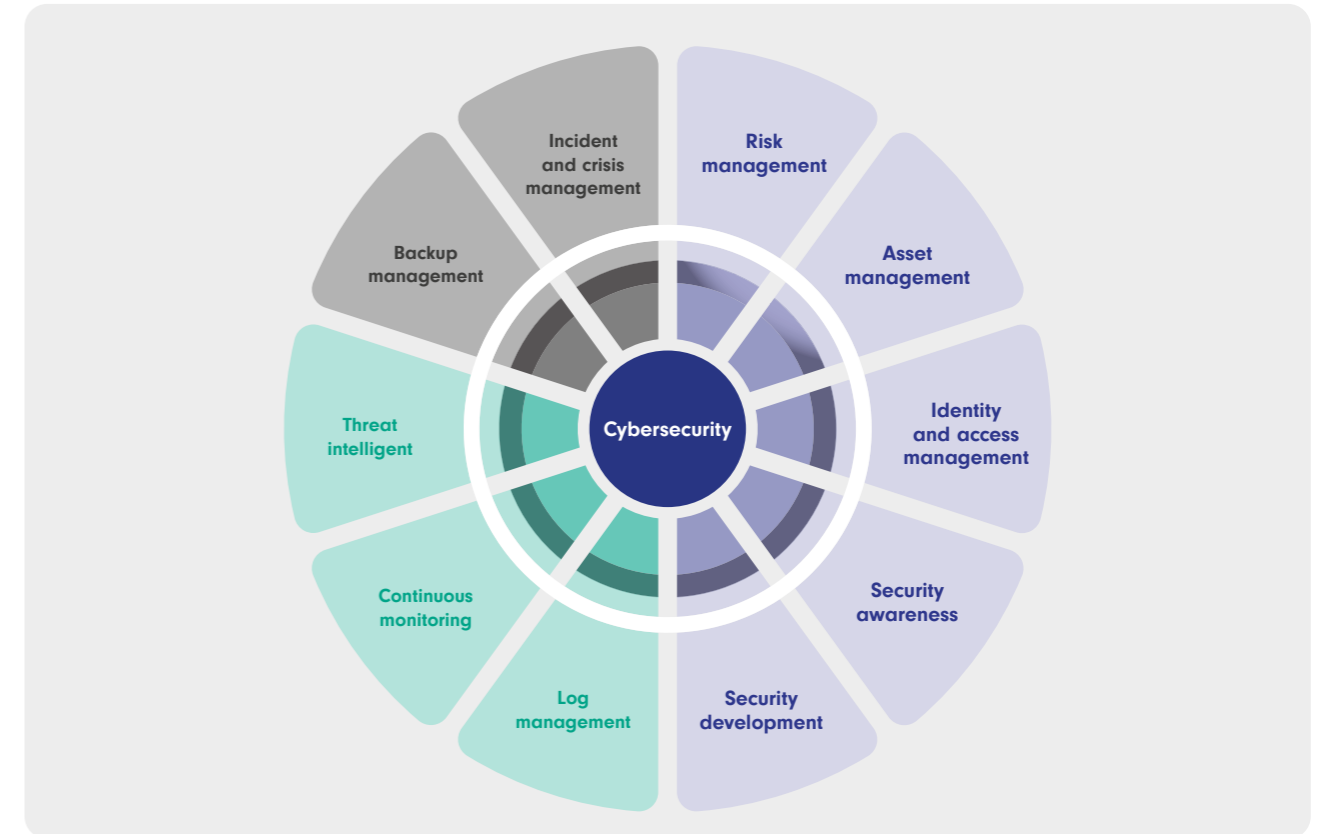 Incident
and crisis
management
Risk
management
Backup
management
Asset
management
Threat
intelligent
Cybersecurity
Identity
and access
management
Continuous
monitoring
Security
awareness
Log
management
Security
development